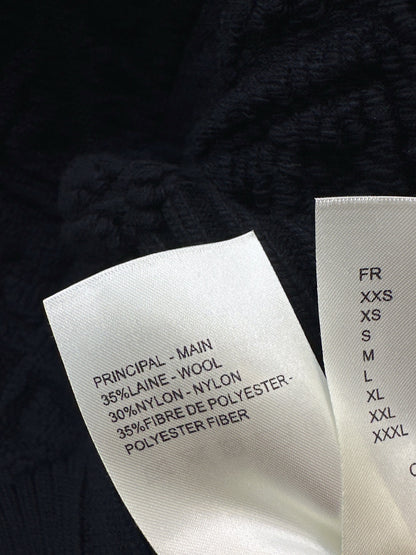 PRINCIPAL - MAIN
35%LAINE - WOOL
30%NYLON - NYLON
35%FIBRE DE POLYESTER-
POLYESTER FIBER
FR
XXS
XS
S
M
L
XL
XXL
XXXL